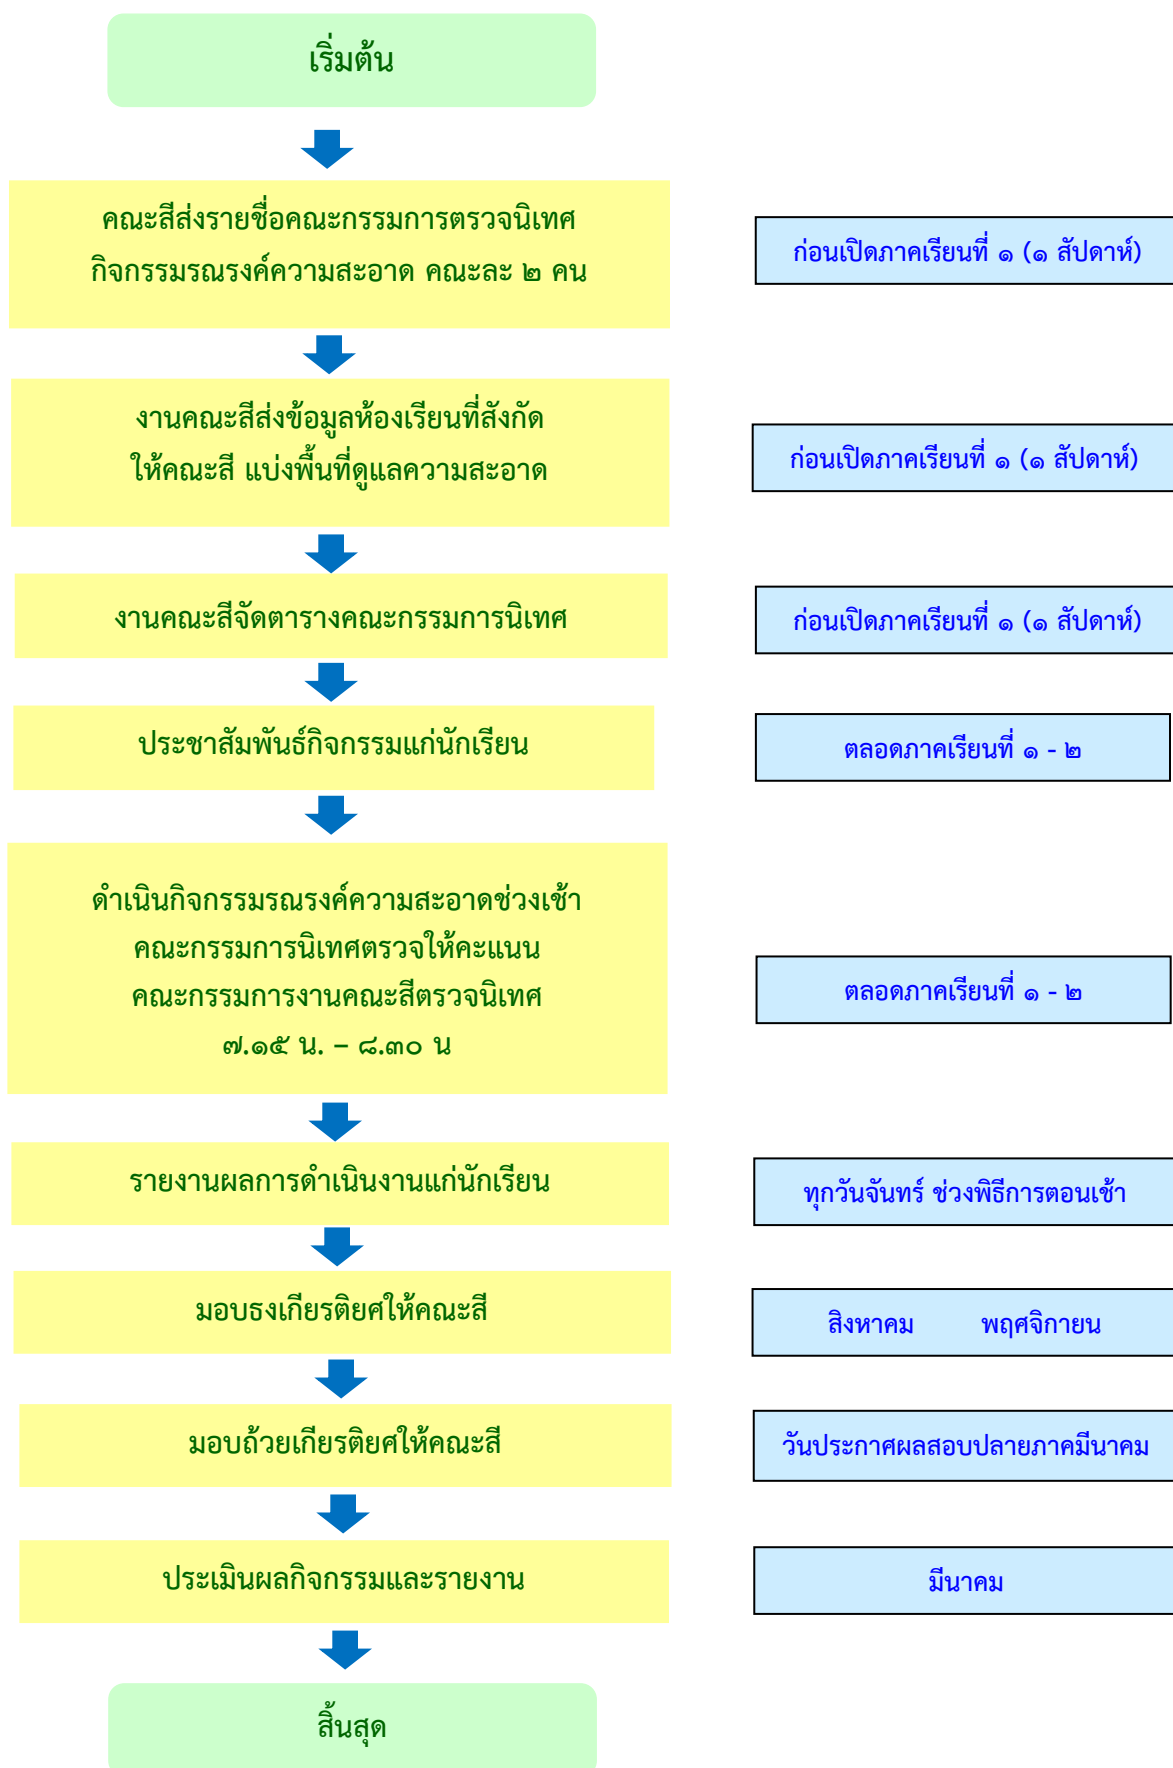 เริ่มต้น
คณะสีส่งรายชื่อคณะกรรมการตรวจนิเทศ
กิจกรรมรณรงค์ความสะอาด คณะละ ๒ คน
ก่อนเปิดภาคเรียนที่ ๑ (๑ สัปดาห์)
งานคณะสีส่งข้อมูลห้องเรียนที่สังกัด
ให้คณะสี แบ่งพื้นที่ดูแลความสะอาด
ก่อนเปิดภาคเรียนที่ ๑ (๑ สัปดาห์)
งานคณะสีจัดตารางคณะกรรมการนิเทศ
ก่อนเปิดภาคเรียนที่ ๑ (๑ สัปดาห์)
ประชาสัมพันธ์กิจกรรมแก่นักเรียน
ตลอดภาคเรียนที่ ๑ - ๒
ดำเนินกิจกรรมรณรงค์ความสะอาดช่วงเช้า
คณะกรรมการนิเทศตรวจให้คะแนน
คณะกรรมการงานคณะสีตรวจนิเทศ
๗.๑๕ น. – ๘.๓๐ น
ตลอดภาคเรียนที่ ๑ - ๒
รายงานผลการดำเนินงานแก่นักเรียน
ทุกวันจันทร์ ช่วงพิธีการตอนเช้า
มอบธงเกียรติยศให้คณะสี
สิงหาคม พฤศจิกายน
มอบถ้วยเกียรติยศให้คณะสี
วันประกาศผลสอบปลายภาคมีนาคม
ประเมินผลกิจกรรมและรายงาน
มีนาคม
สิ้นสุด